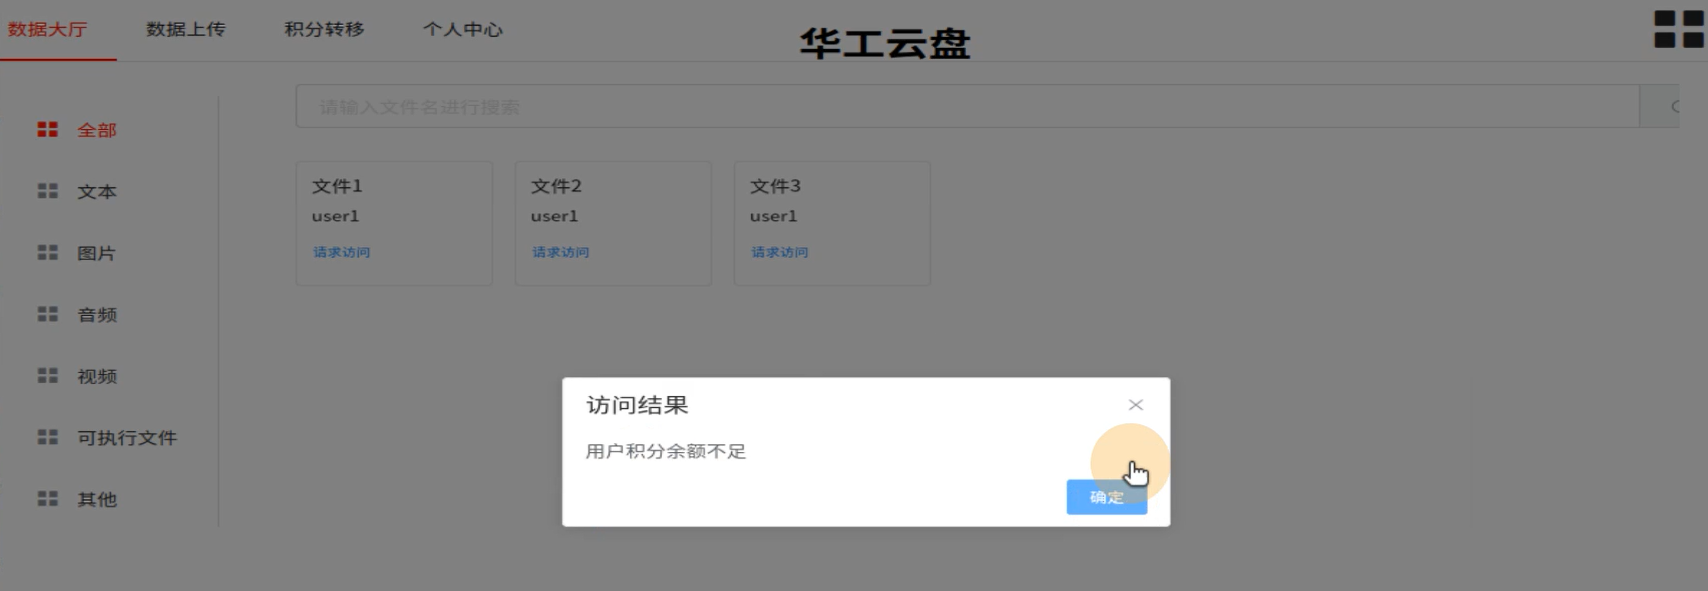 数据大厅 数据上传 积分转移 个人中心
华工云盘
请输入文件名进行搜索
全部
文本
图片
音频
视频
可执行文件
其他
文件1
user1
请求访问
文件2
user1
请求访问
文件3
user1
请求访问
访问结果
用户积分余额不足
确定